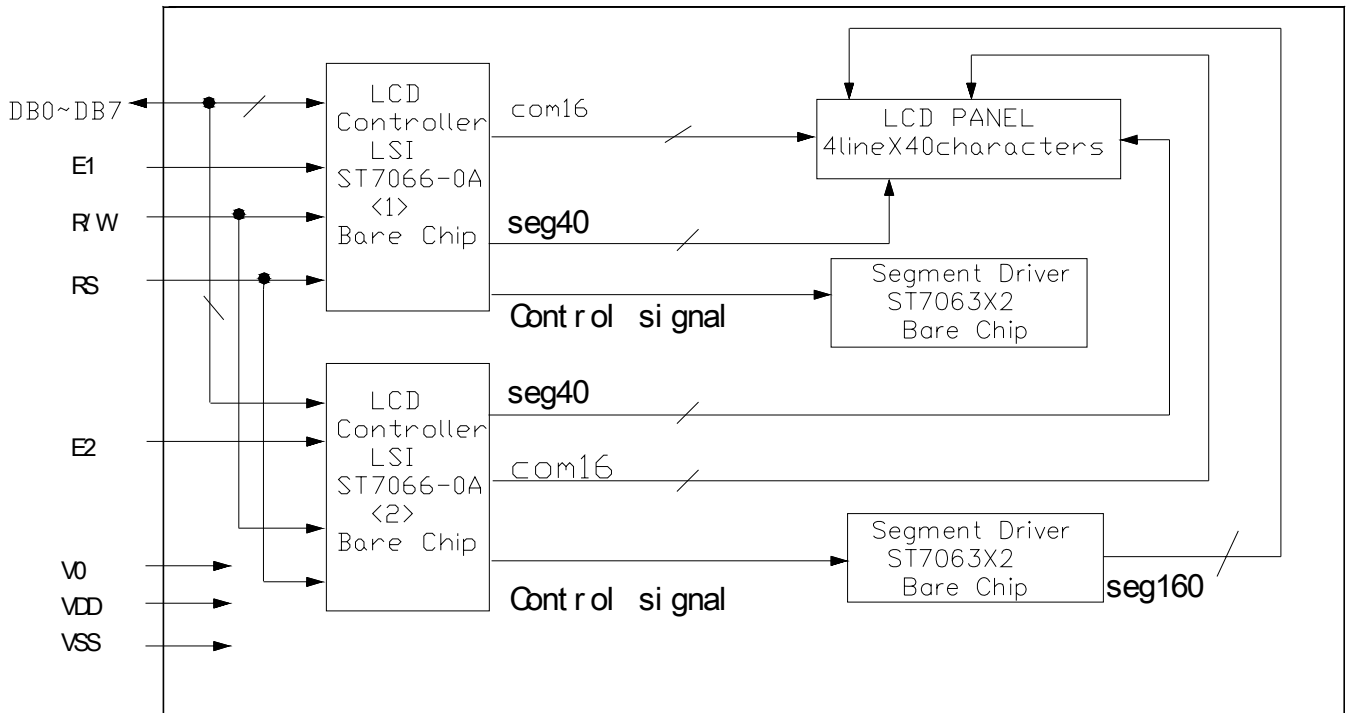 DB0~DB7
E1
R/W
RS
E2
V0
VDD
VSS
LCD
Controller
LSI
ST7066-0A
<1>
Bare Chip
com16
seg40
Control signal
LCD PANEL
4lineX40characters
Segment Driver
ST7063X2
Bare Chip
LCD
Controller
LSI
ST7066-0A
<2>
Bare Chip
seg40
com16
Control signal
Segment Driver
ST7063X2
Bare Chip
seg160